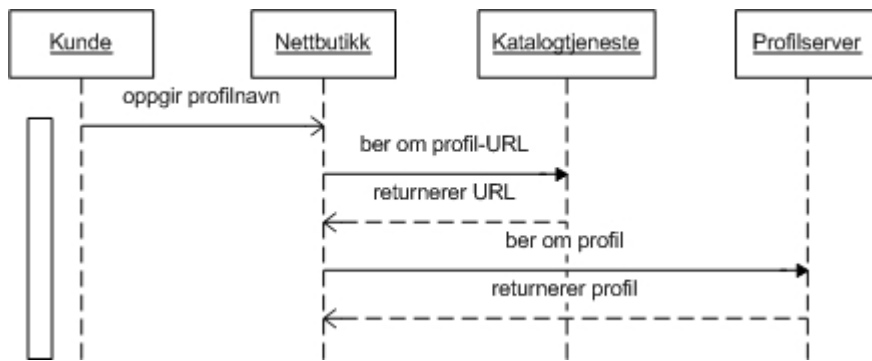 Kunde
Nettbutikk
Katalogtjeneste
Profilserver
oppgir profilnavn
ber om profil-URL
returnerer URL
ber om profil
returnerer profil